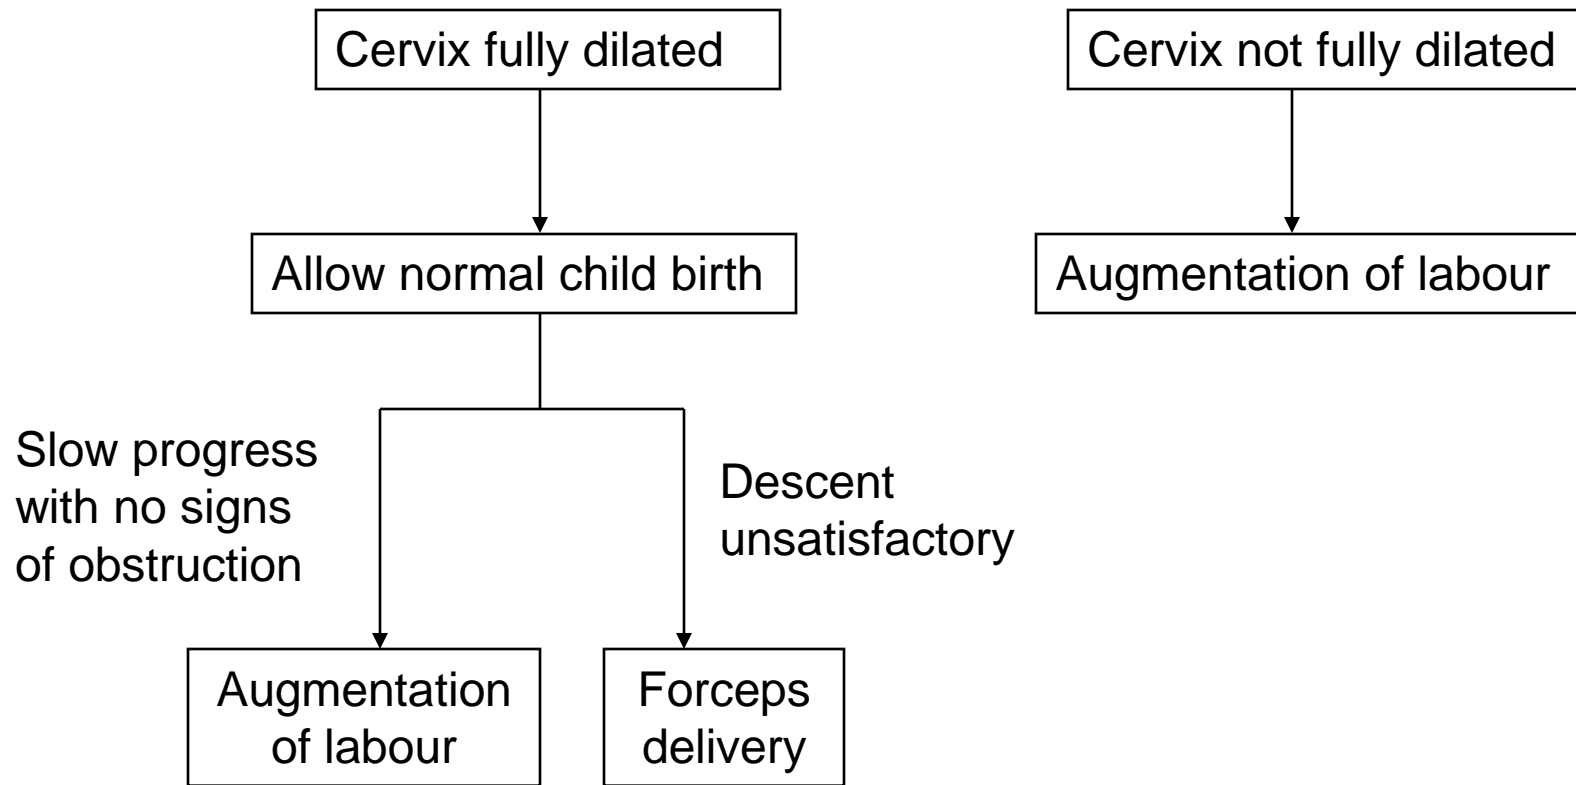 Cervix fully dilated
Cervix not fully dilated
Allow normal child birth
Augmentation of labour
Slow progress
with no signs
of obstruction
Descent
unsatisfactory
Augmentation
of labour
Forceps
delivery